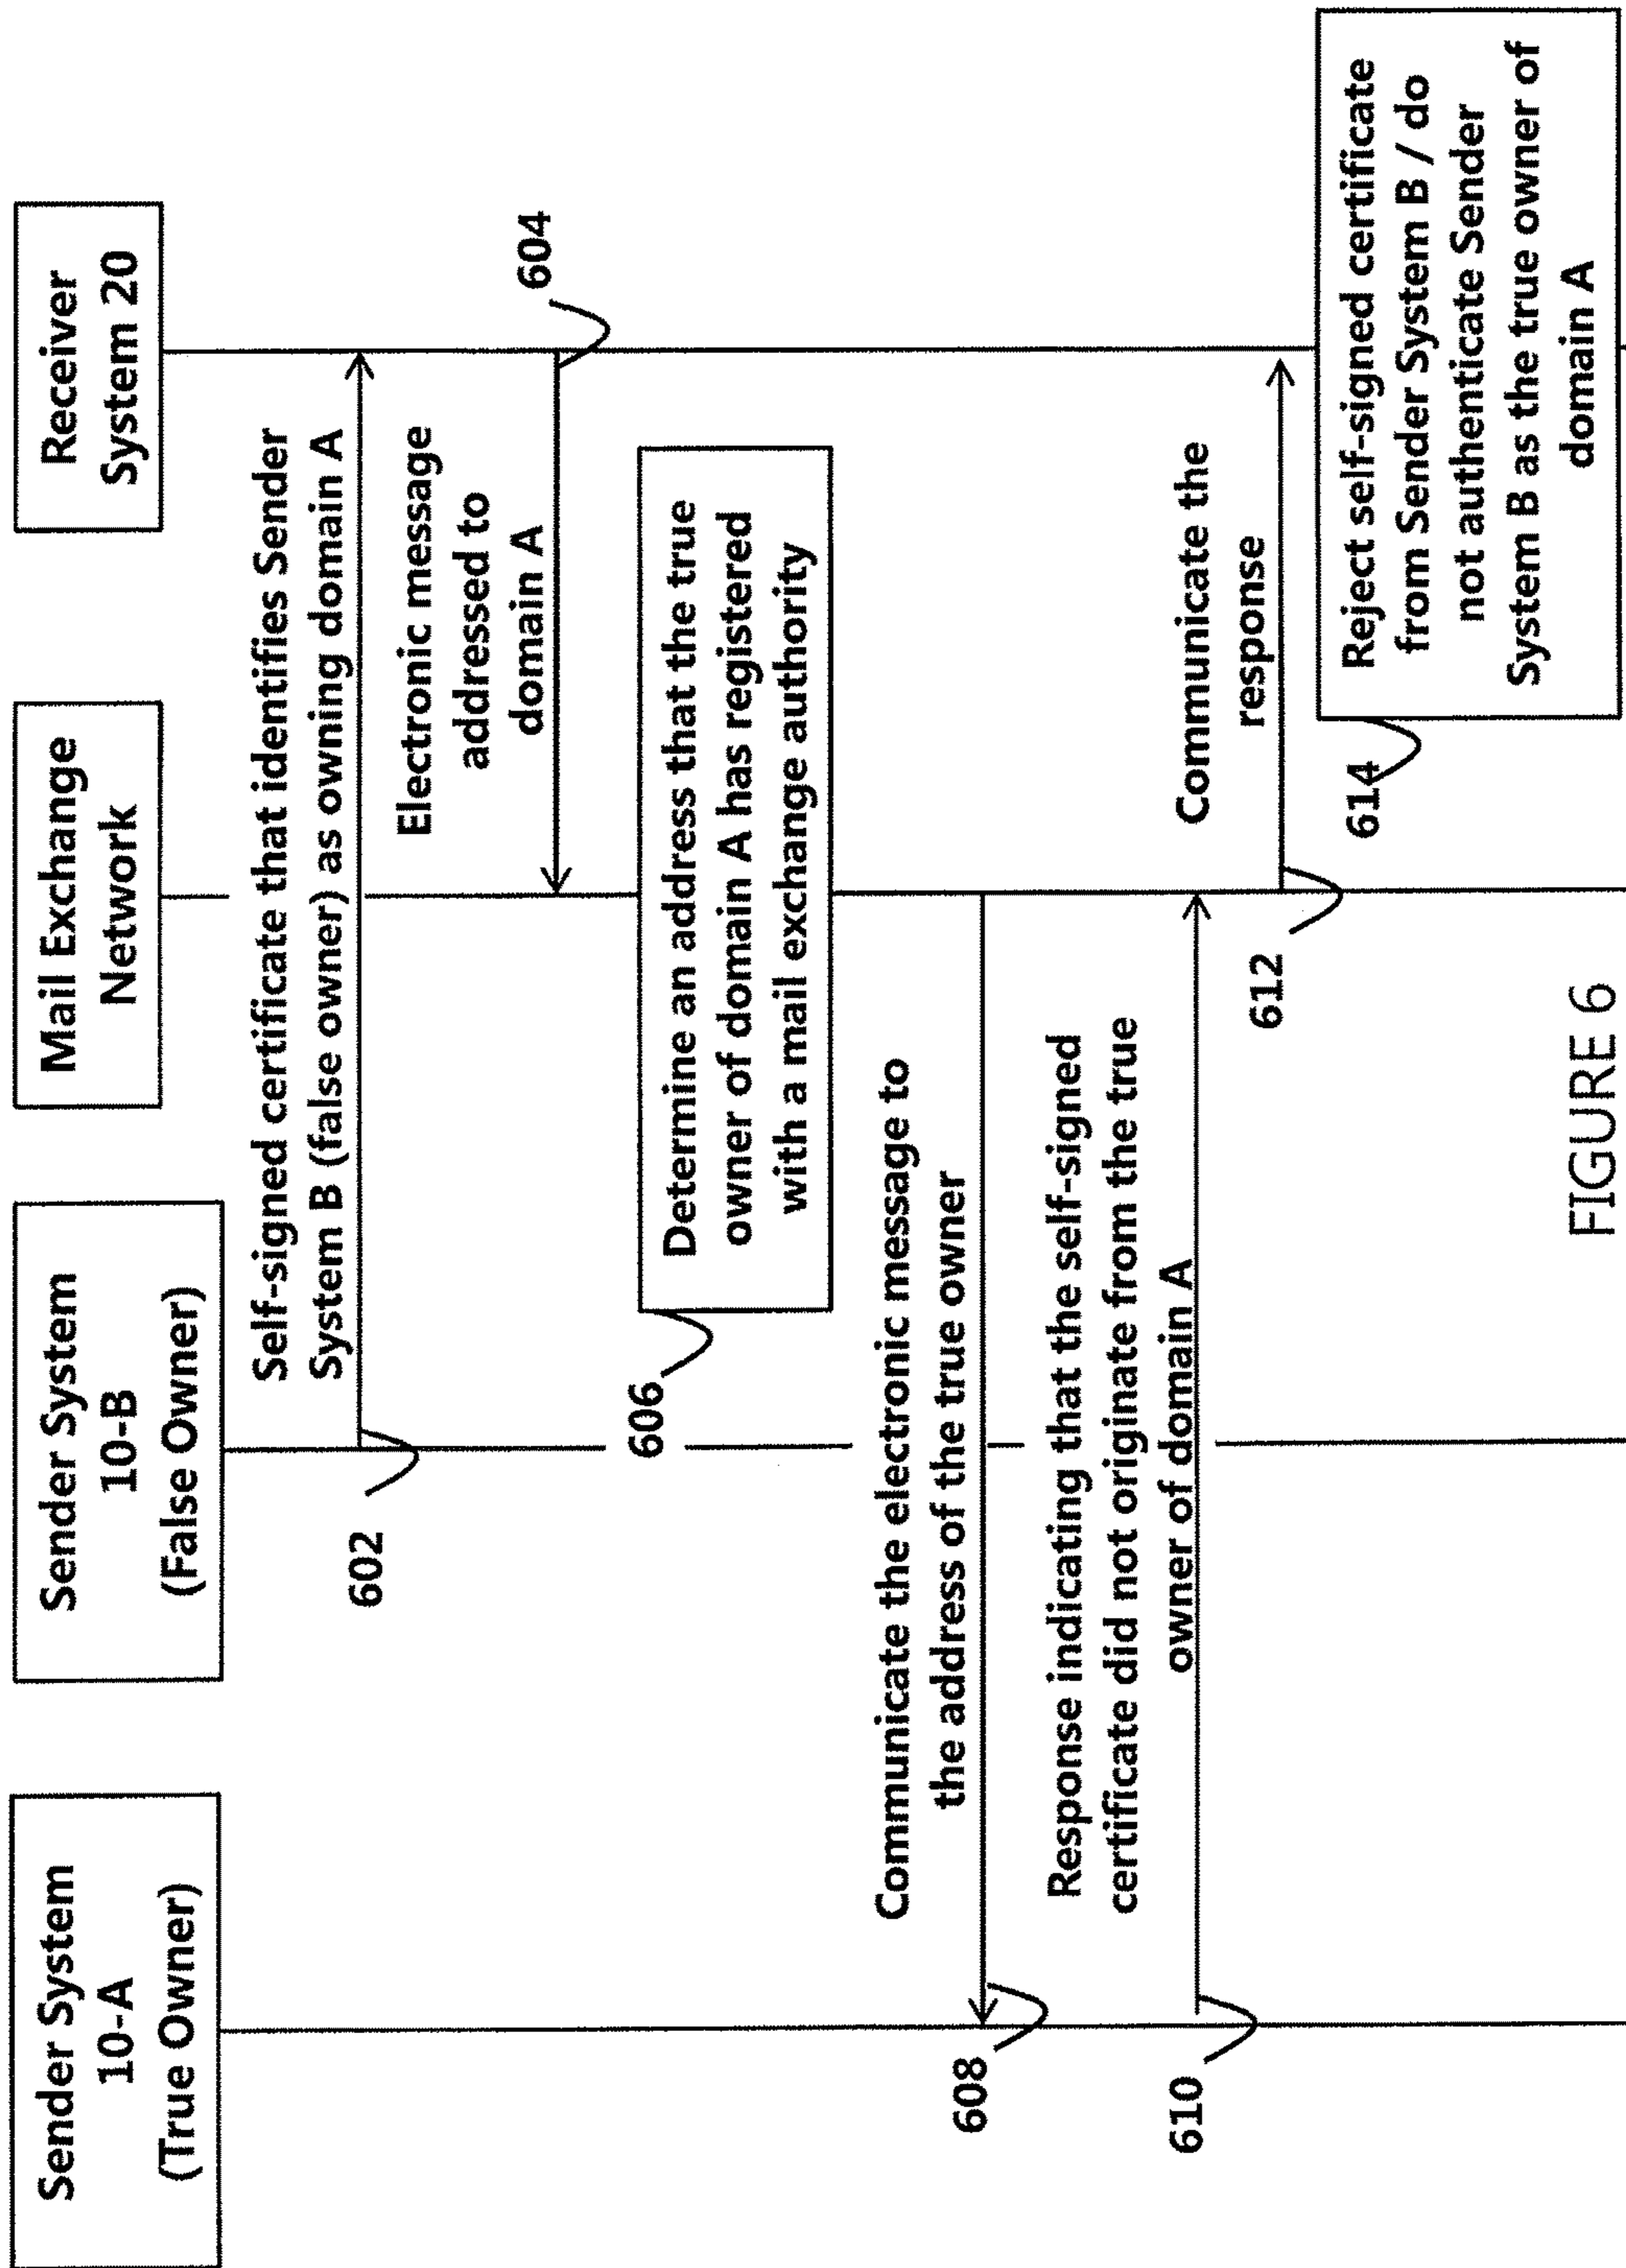 Sender System
10-A
(True Owner)
Sender System
10-B
(False Owner)
Mail Exchange
Network
Receiver
System 20
Self-signed certificate that identifies Sender
System B (false owner) as owning domain A
602
Electronic message
addressed to
domain A
604
Determine an address that the true
owner of domain A has registered
with a mail exchange authority
606
Communicate the electronic message to
the address of the true owner
608
Response indicating that the self-signed
certificate did not originate from the true
owner of domain A
610
Communicate the
response
612
Reject self-signed certificate
from Sender System B / do
not authenticate Sender
System B as the true owner of
domain A
614
FIGURE 6